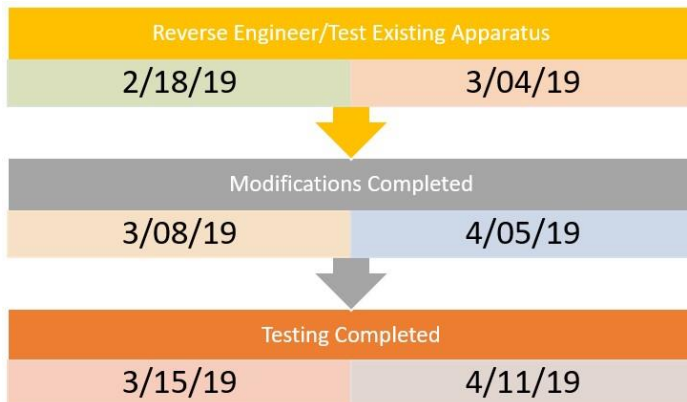 Reverse Engineer/Test Existing Apparatus
2/18/19 3/04/19
Modifications Completed
3/08/19 4/05/19
Testing Completed
3/15/19 4/11/19